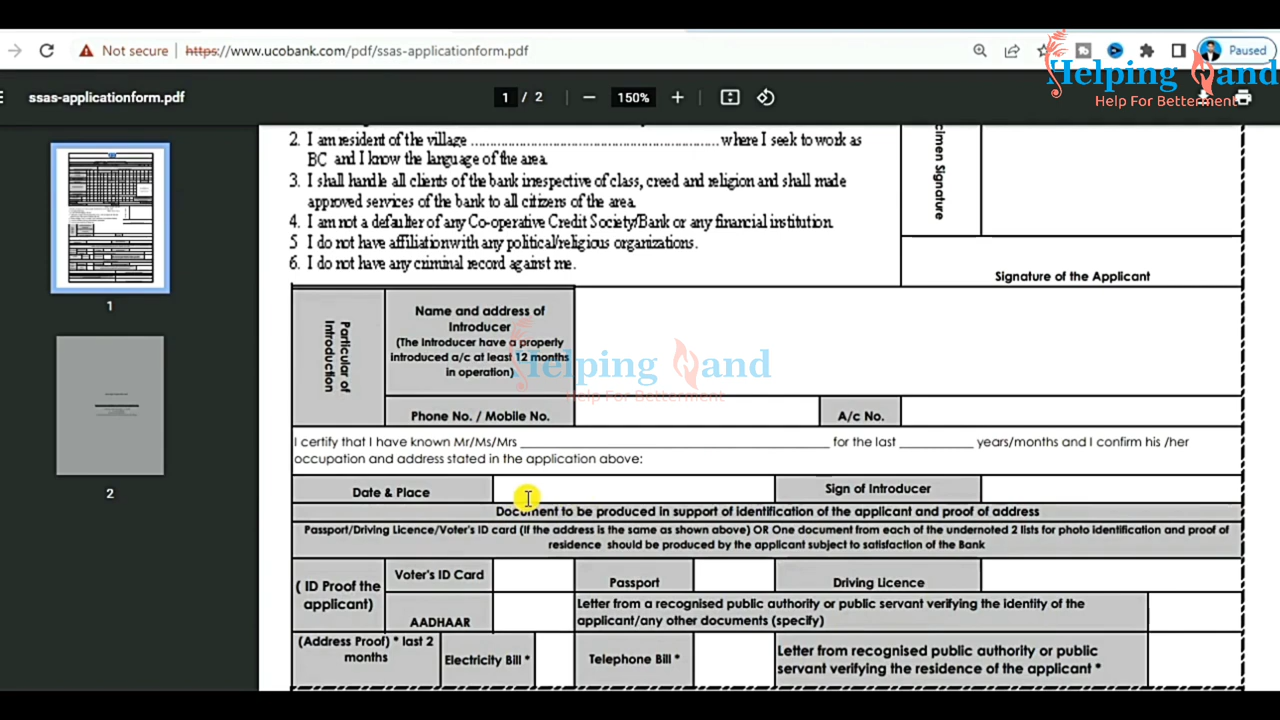 Not secure https://www.ucobank.com/pdf/ssas-applicationform.pdf Paused
Helping Hand
Help For Betterment
ssas-applicationform.pdf 1 / 2 150%
1
2
2. I am resident of the village ........................................................... where I seek to work as
BC and I know the language of the area.
3. I shall handle all clients of the bank irrespective of class, creed and religion and shall made
approved services of the bank to all citizens of the area.
4. I am not a defaulter of any Co-operative Credit Society/Bank or any financial institution.
5 I do not have affiliationwith any political/religious organizations.
6. I do not have any criminal record against me.
cimen Signature
Signature of the Applicant
Particular of
Introduction
Name and address of
Introducer
(The Introducer have a properly
introduced a/c at least 12 months
in operation)
Helping Hand
Help For Betterment
Phone No. / Mobile No.
A/c No.
I certify that I have known Mr/Ms/Mrs ____________ for the last ________ years/months and I confirm his /her
occupation and address stated in the application above:
Date & Place
Sign of Introducer
Document to be produced in support of identification of the applicant and proof of address
Passport/Driving Licence/Voter's ID card (If the address is the same as shown above) OR One document from each of the undernoted 2 lists for photo identification and proof of
residence should be produced by the applicant subject to satisfaction of the Bank
( ID Proof the
applicant)
Voter's ID Card
Passport
Driving Licence
AADHAAR
Letter from a recognised public authority or public servant verifying the identity of the
applicant/any other documents (specify)
(Address Proof) * last 2
months
Electricity Bill *
Telephone Bill *
Letter from recognised public authority or public
servant verifying the residence of the applicant *